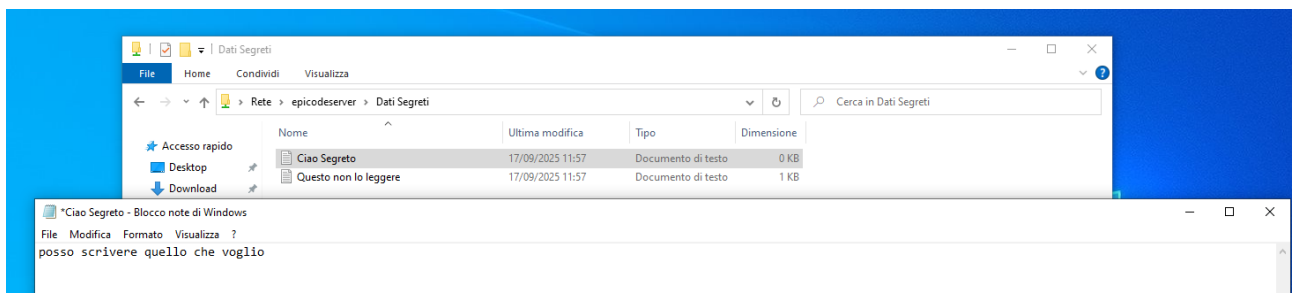 Dati Segreti
File Home Condividi Visualizza
Rete > epicodeserver > Dati Segreti
Cerca in Dati Segreti
Nome Ultima modifica Tipo Dimensione
Accesso rapido
Desktop
Download
Ciao Segreto 17/09/2025 11:57 Documento di testo 0 KB
Questo non lo leggere 17/09/2025 11:57 Documento di testo 1 KB
*Ciao Segreto - Blocco note di Windows
File Modifica Formato Visualizza ?
posso scrivere quello che voglio